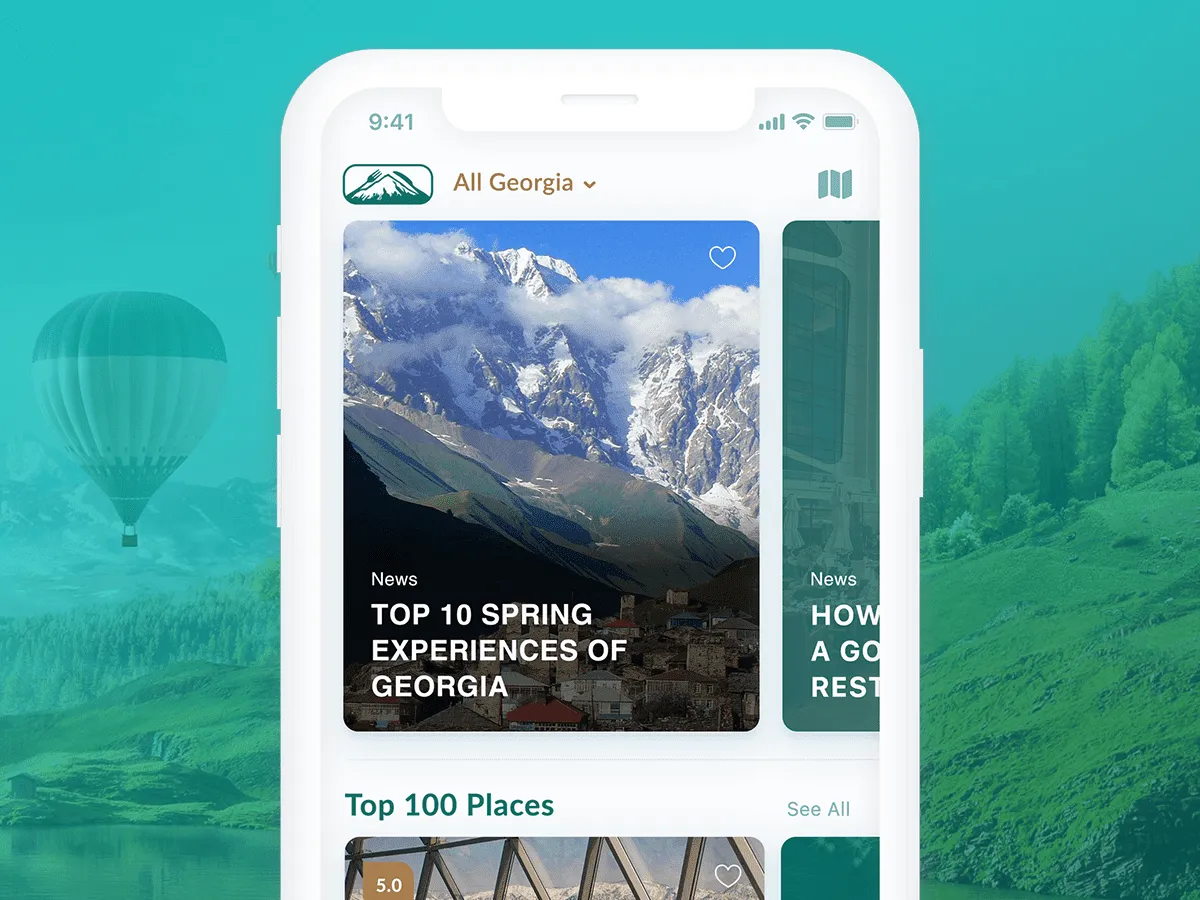 9:41
All Georgia
News
TOP 10 SPRING
EXPERIENCES OF
GEORGIA
News
HOW
A GO
REST
Top 100 Places
See All
5.0